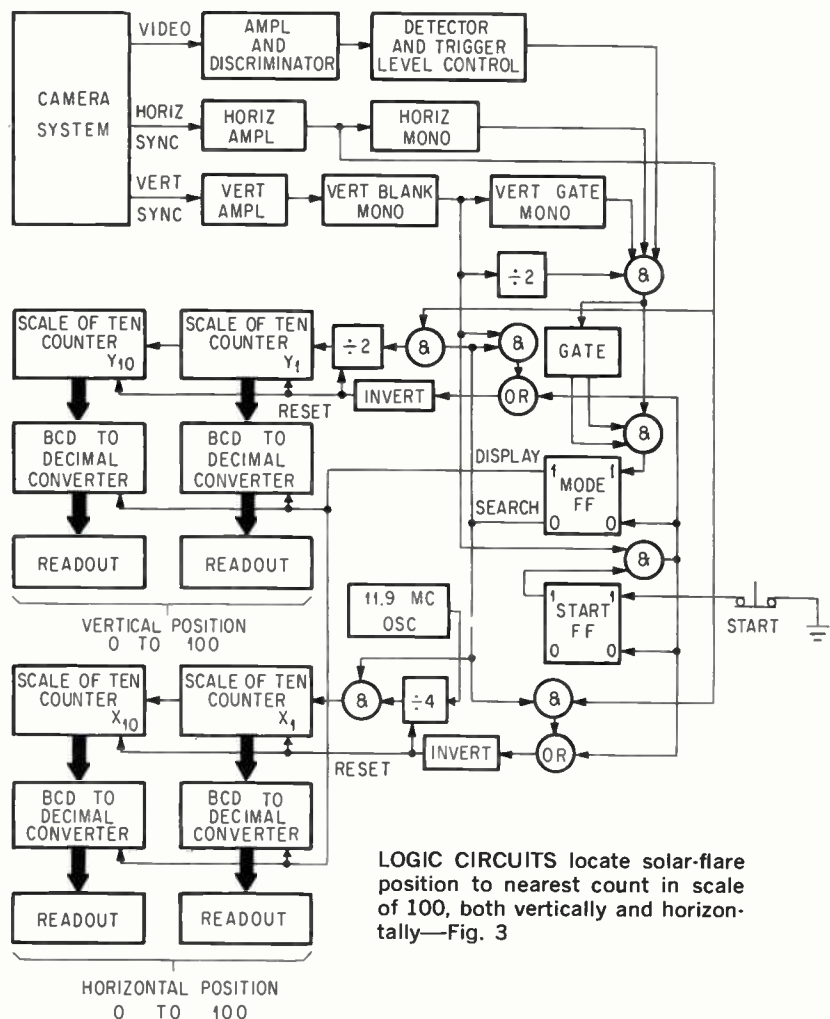 CAMERA
SYSTEM
VIDEO
HORIZ
SYNC
VERT
SYNC
AMPL
AND
DISCRIMINATOR
DETECTOR
AND TRIGGER
LEVEL CONTROL
HORIZ
AMPL
HORIZ
MONO
VERT
AMPL
VERT BLANK
MONO
VERT GATE
MONO
÷2
&
SCALE OF TEN
COUNTER
Y10
SCALE OF TEN
COUNTER
Y1
÷2
&
&
GATE
RESET
INVERT
OR
&
BCD TO
DECIMAL
CONVERTER
BCD TO
DECIMAL
CONVERTER
DISPLAY
SEARCH
1 1
MODE
FF
0 0
READOUT
READOUT
&
VERTICAL POSITION
0 TO 100
11.9 MC
OSC
1 1
START
FF
0 0
START
SCALE OF TEN
COUNTER
X10
SCALE OF TEN
COUNTER
X1
&
÷4
&
RESET
INVERT
OR
BCD TO
DECIMAL
CONVERTER
BCD TO
DECIMAL
CONVERTER
READOUT
READOUT
HORIZONTAL POSITION
0 TO 100
LOGIC CIRCUITS locate solar-flare
position to nearest count in scale
of 100, both vertically and horizon-
tally—Fig. 3